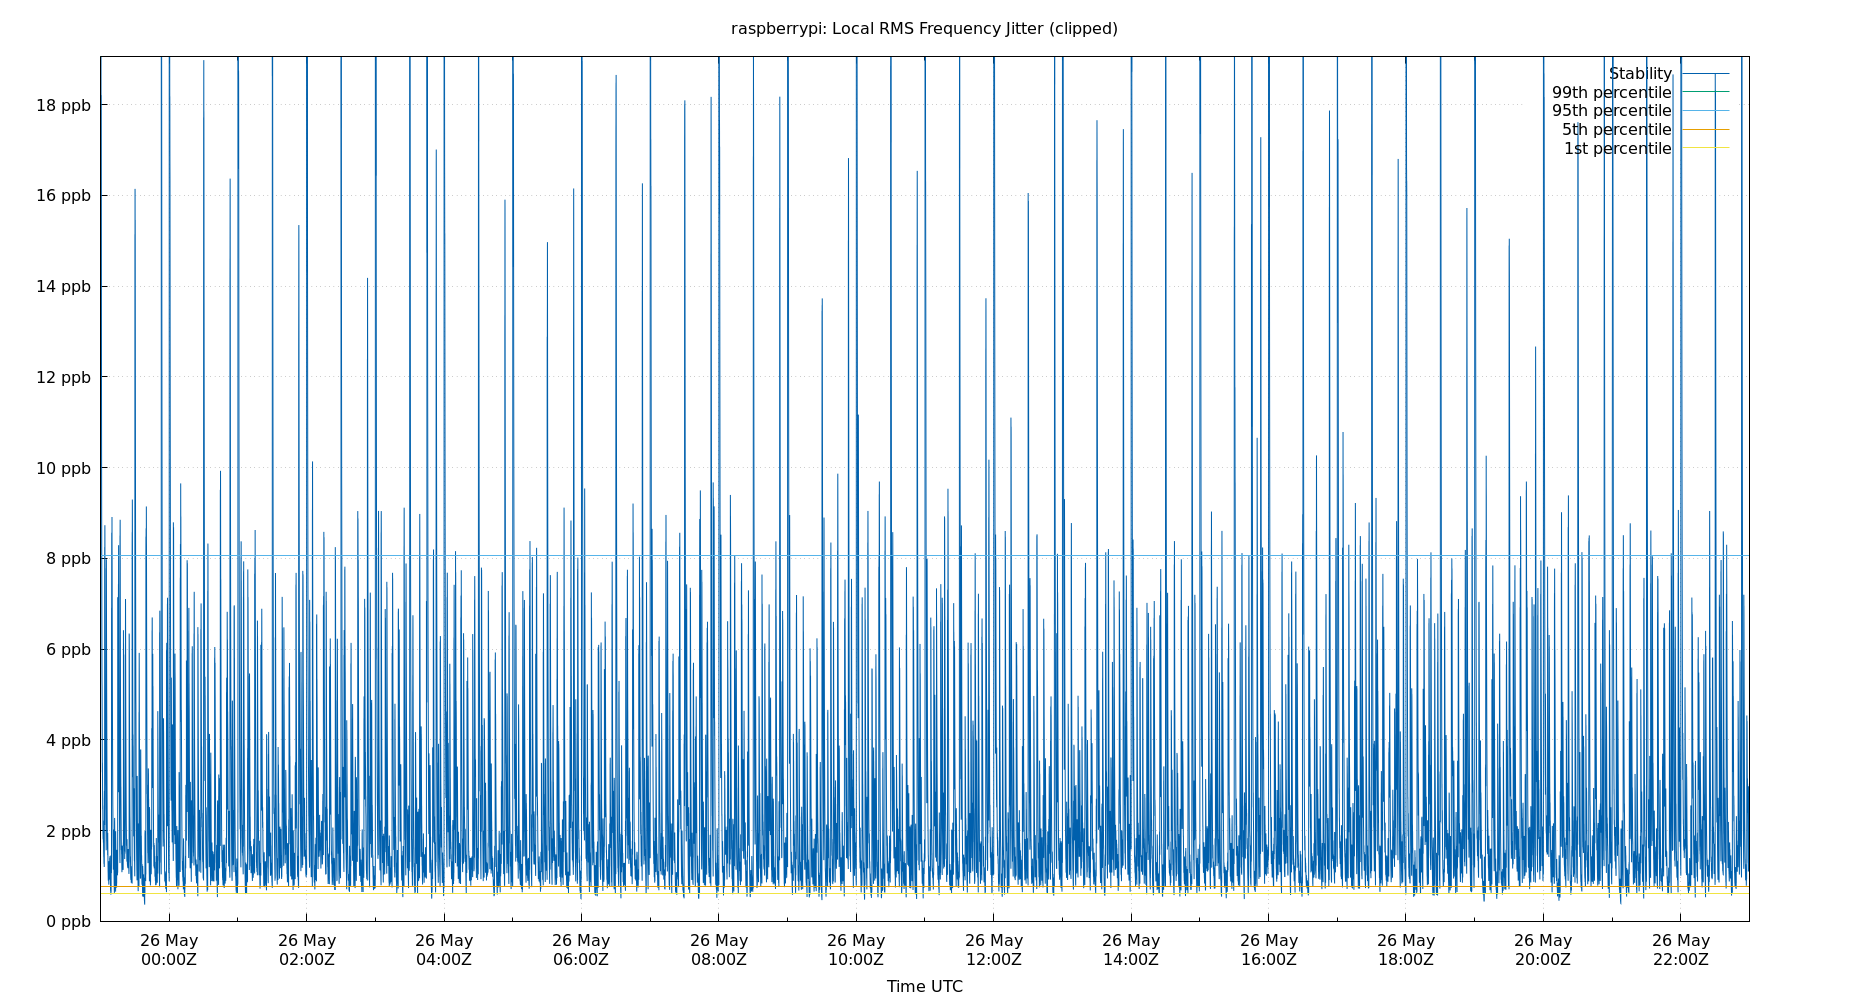 raspberrypi: Local RMS Frequency Jitter (clipped)
Stability
99th percentile
95th percentile
5th percentile
1st percentile
18 ppb
16 ppb
14 ppb
12 ppb
10 ppb
8 ppb
6 ppb
4 ppb
2 ppb
0 ppb
26 May 26 May 26 May 26 May 26 May 26 May 26 May 26 May 26 May 26 May 26 May 26 May
00:00Z 02:00Z 04:00Z 06:00Z 08:00Z 10:00Z 12:00Z 14:00Z 16:00Z 18:00Z 20:00Z 22:00Z
Time UTC